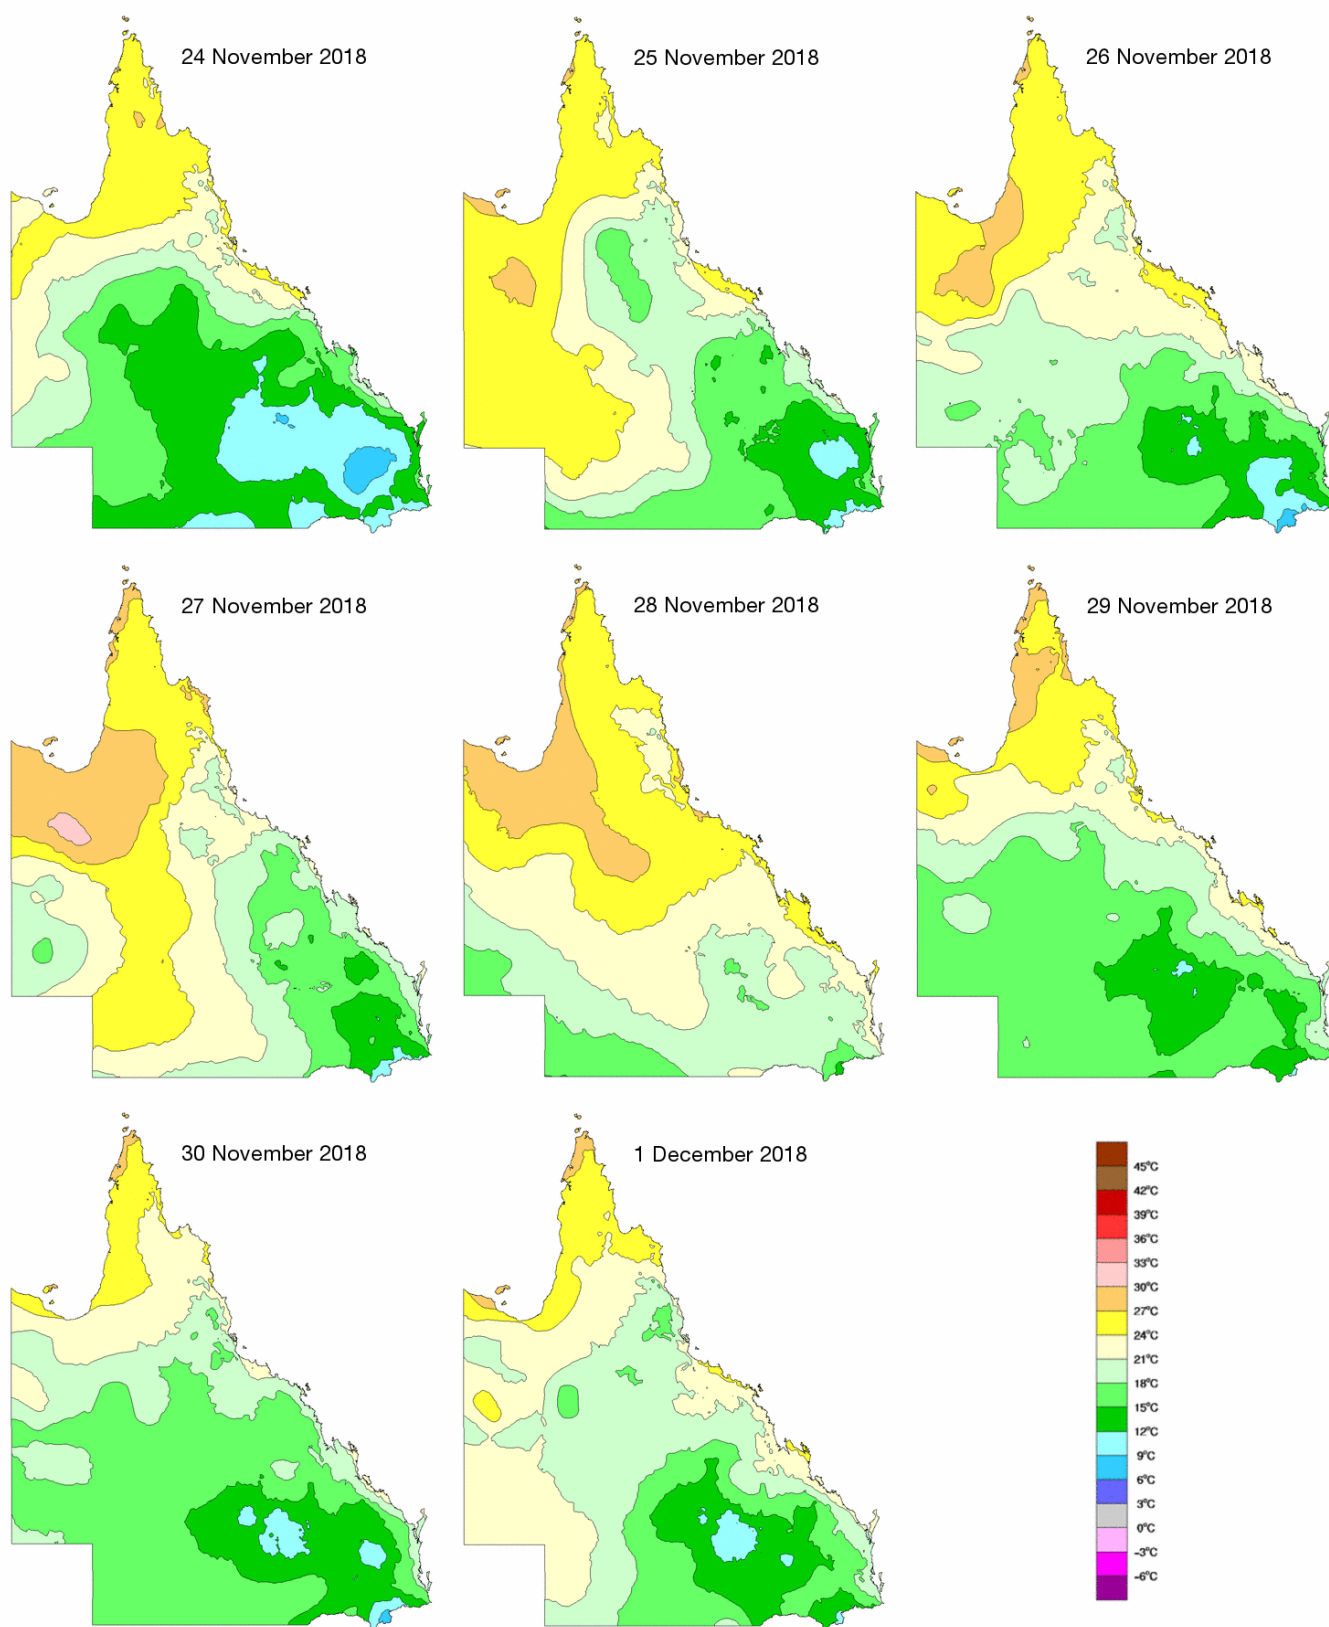 24 November 2018
25 November 2018
26 November 2018
27 November 2018
28 November 2018
29 November 2018
30 November 2018
1 December 2018
45°C
42°C
39°C
36°C
33°C
30°C
27°C
24°C
21°C
18°C
15°C
12°C
9°C
6°C
3°C
0°C
-3°C
-6°C